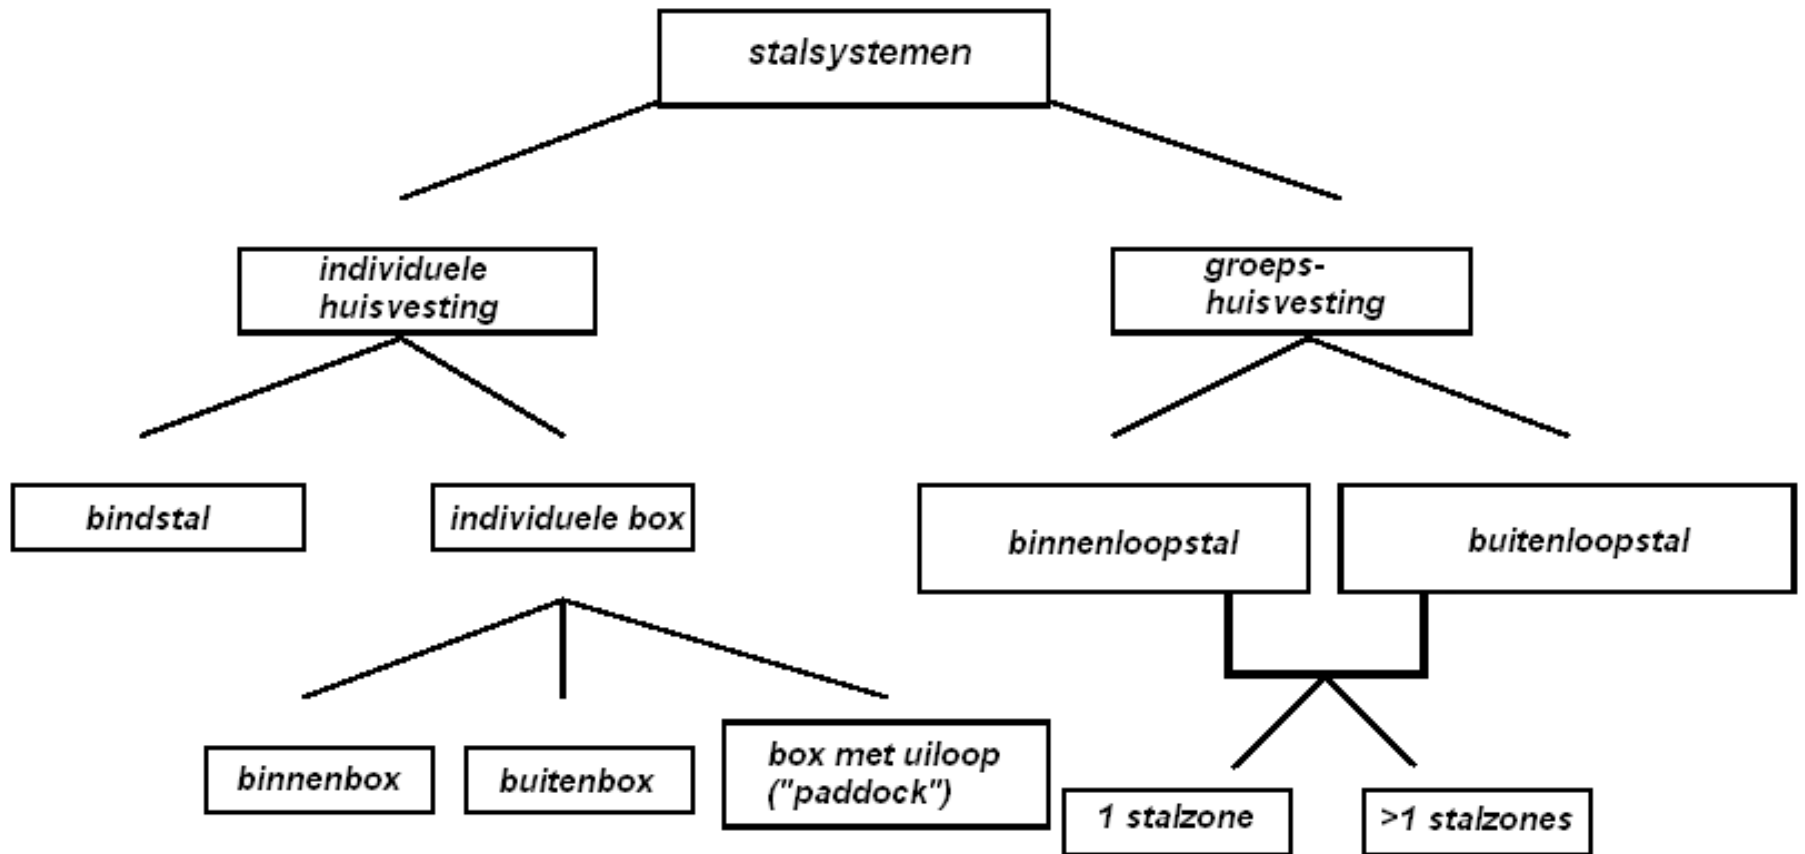 stalsystemen
individuele
huisvesting
groeps-
huisvesting
bindstal
individuele box
binnenloopstal
buitenloopstal
binnenbox
buitenbox
box met uiloop
("paddock")
1 stalzone
>1 stalzones